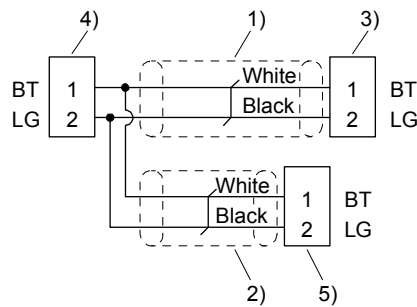 4) 1) 3)
BT 1 White 1 BT
LG 2 Black 2 LG
White 1 BT
Black 2 LG
2) 5)